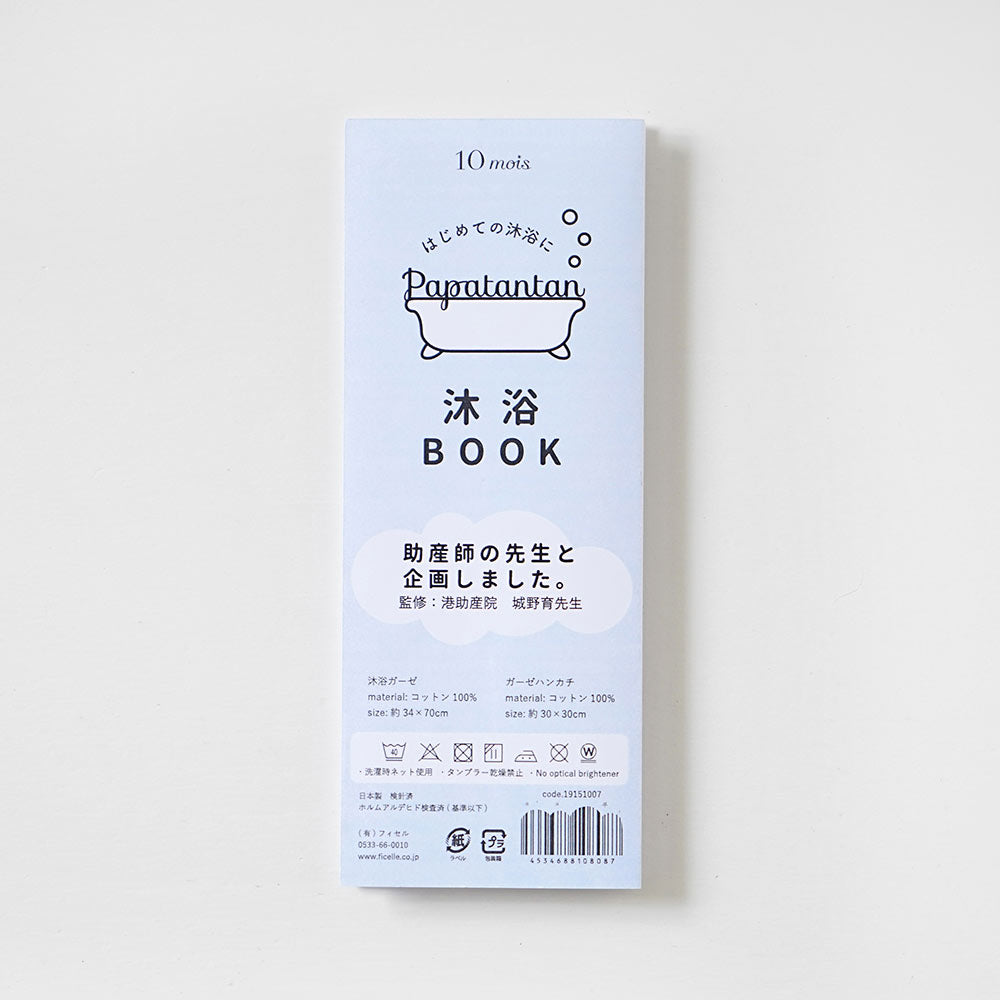 10 mois
はじめての沐浴に
Papatantan
沐浴
BOOK
助産師の先生と
企画しました。
監修：港助産院　城野育先生
沐浴ガーゼ
material: コットン 100%
size: 約 34×70cm
ガーゼハンカチ
material: コットン 100%
size: 約 30×30cm
40
W
・洗濯時ネット使用 ・タンブラー乾燥禁止 ・No optical brightener
日本製　検針済
ホルムアルデヒド検査済 (基準以下)
(有) フィセル
0533-66-0010
www.ficelle.co.jp
紙
ラベル
プラ
包装箱
code.19151007
4534688108087